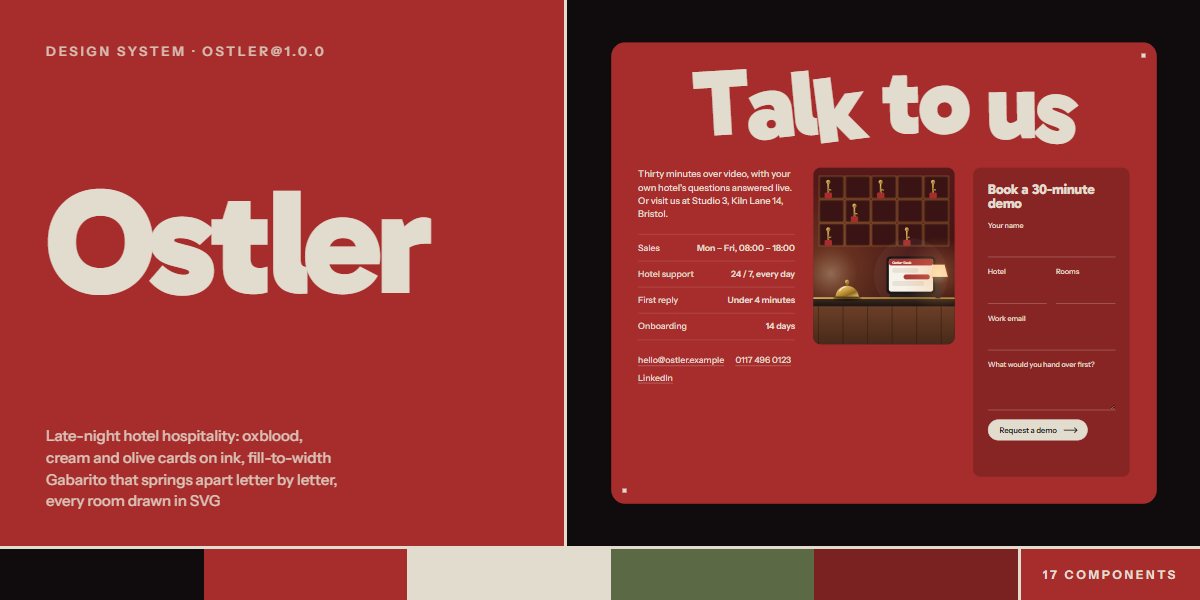 DESIGN SYSTEM · OSTLER@1.0.0
Ostler
Late-night hotel hospitality: oxblood,
cream and olive cards on ink, fill-to-width
Gabarito that springs apart letter by letter,
every room drawn in SVG
Talk to us
Thirty minutes over video, with your
own hotel's questions answered live.
Or visit us at Studio 3, Kiln Lane 14,
Bristol.
Sales Mon – Fri, 08:00 – 18:00
Hotel support 24 / 7, every day
First reply Under 4 minutes
Onboarding 14 days
hello@ostler.example 0117 496 0123
LinkedIn
Book a 30-minute
demo
Your name
Hotel Rooms
Work email
What would you hand over first?
Request a demo
17 COMPONENTS